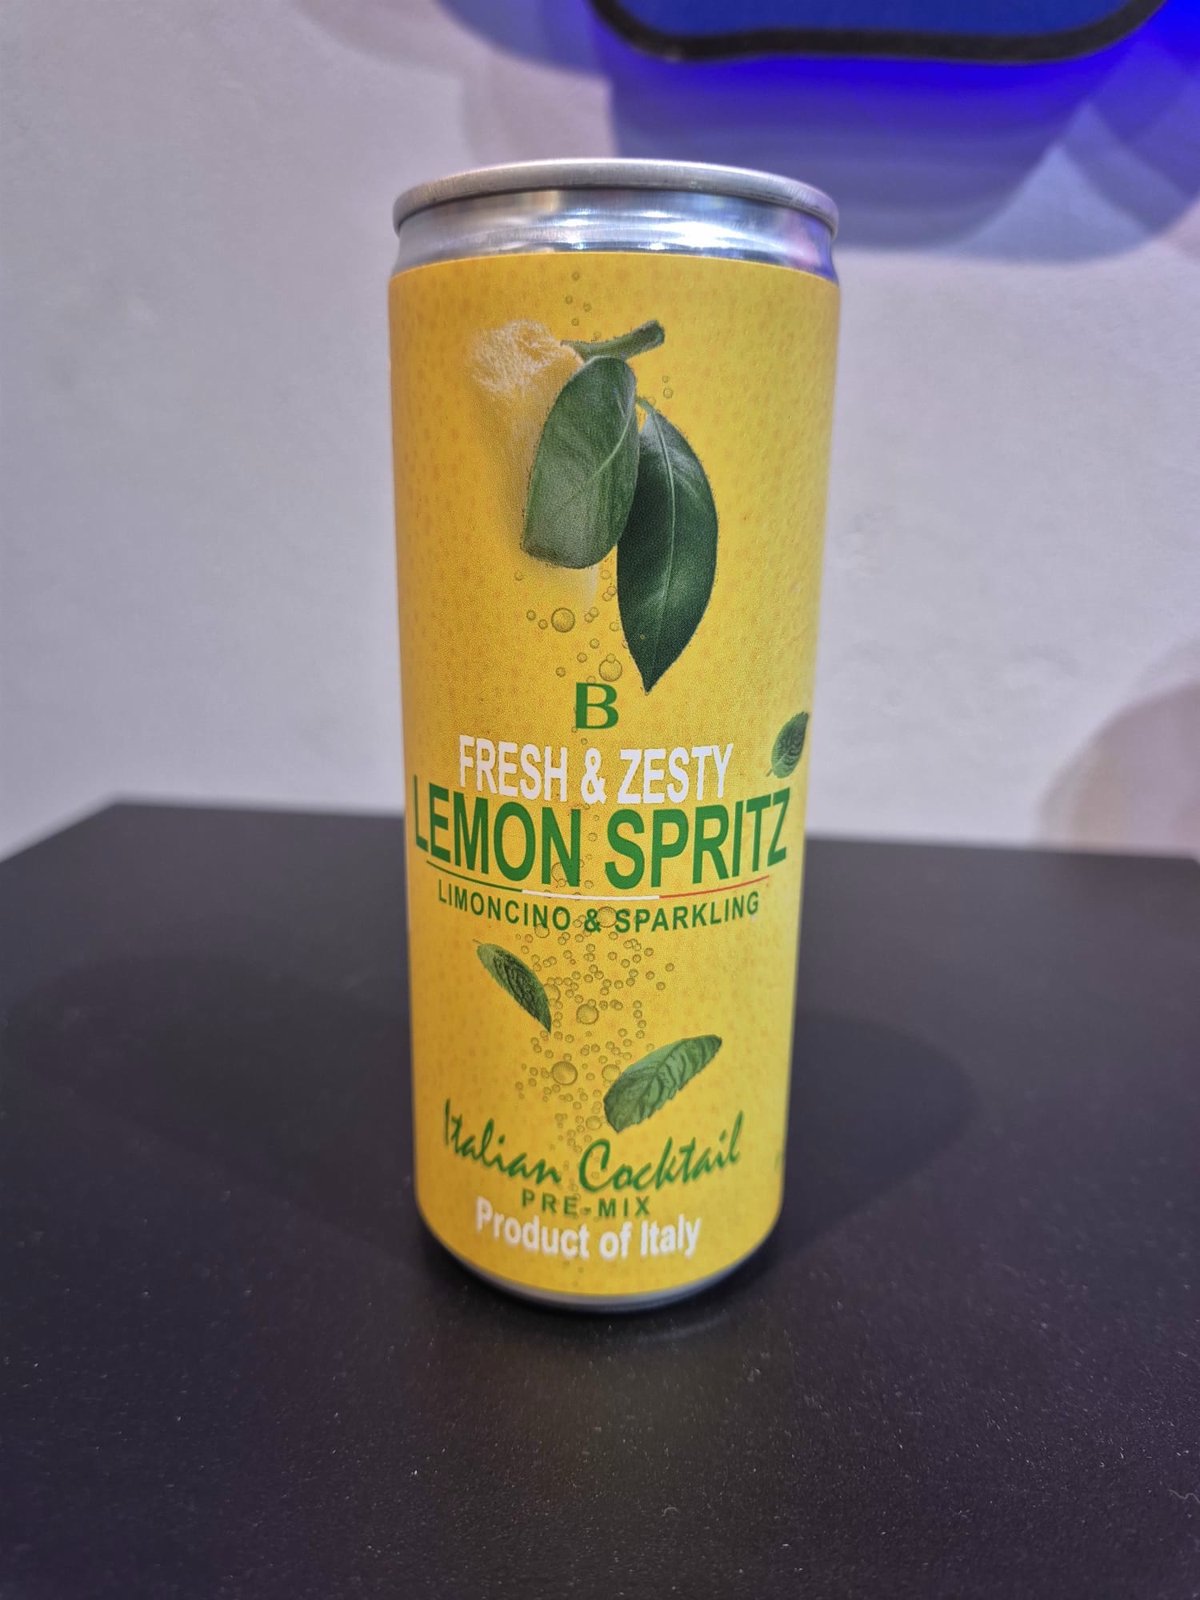 B
FRESH & ZESTY
LEMON SPRITZ
LIMONCINO & SPARKLING
Italian Cocktail
PRE-MIX
Product of Italy